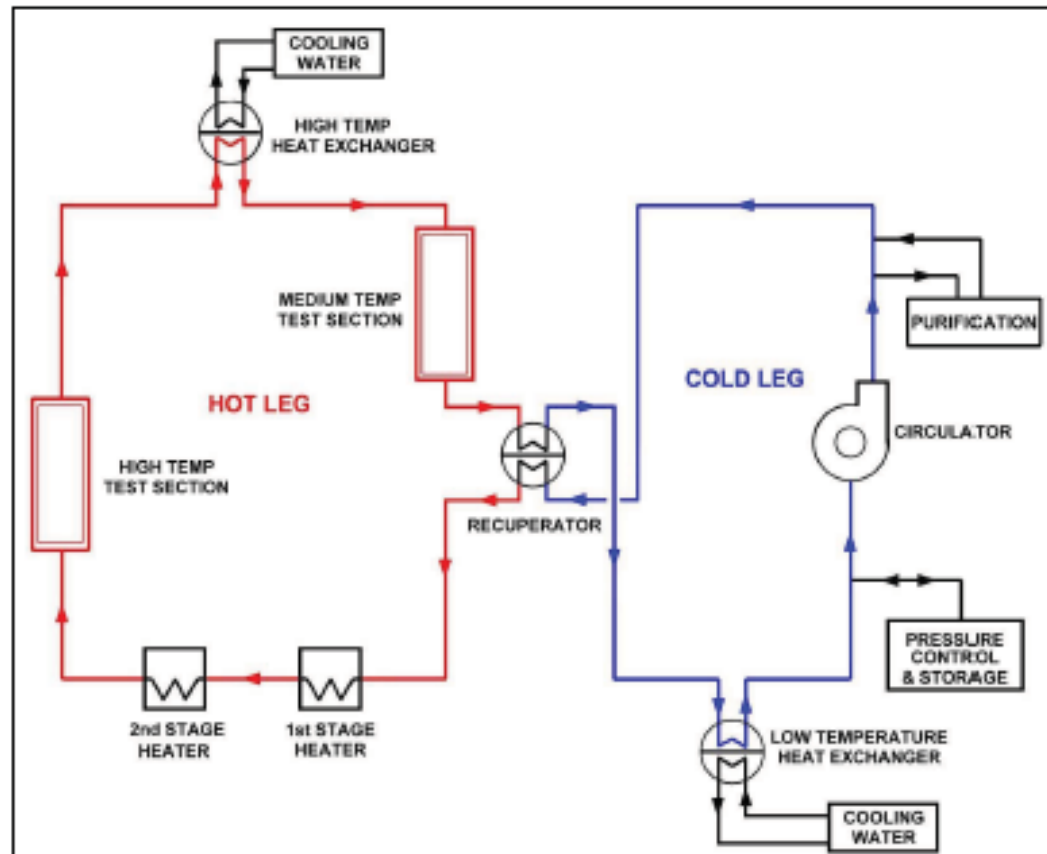 COOLING
WATER
HIGH TEMP
HEAT EXCHANGER
MEDIUM TEMP
TEST SECTION
PURIFICATION
HOT LEG
COLD LEG
CIRCULATOR
HIGH TEMP
TEST SECTION
RECUPERATOR
PRESSURE
CONTROL
& STORAGE
2nd STAGE
HEATER
1st STAGE
HEATER
LOW TEMPERATURE
HEAT EXCHANGER
COOLING
WATER